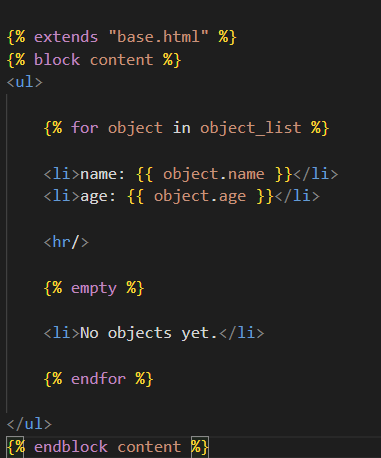 {% extends "base.html" %}
{% block content %}
<ul>
{% for object in object_list %}
<li>name: {{ object.name }}</li>
<li>age: {{ object.age }}</li>
<hr/>
{% empty %}
<li>No objects yet.</li>
{% endfor %}
</ul>
{% endblock content %}